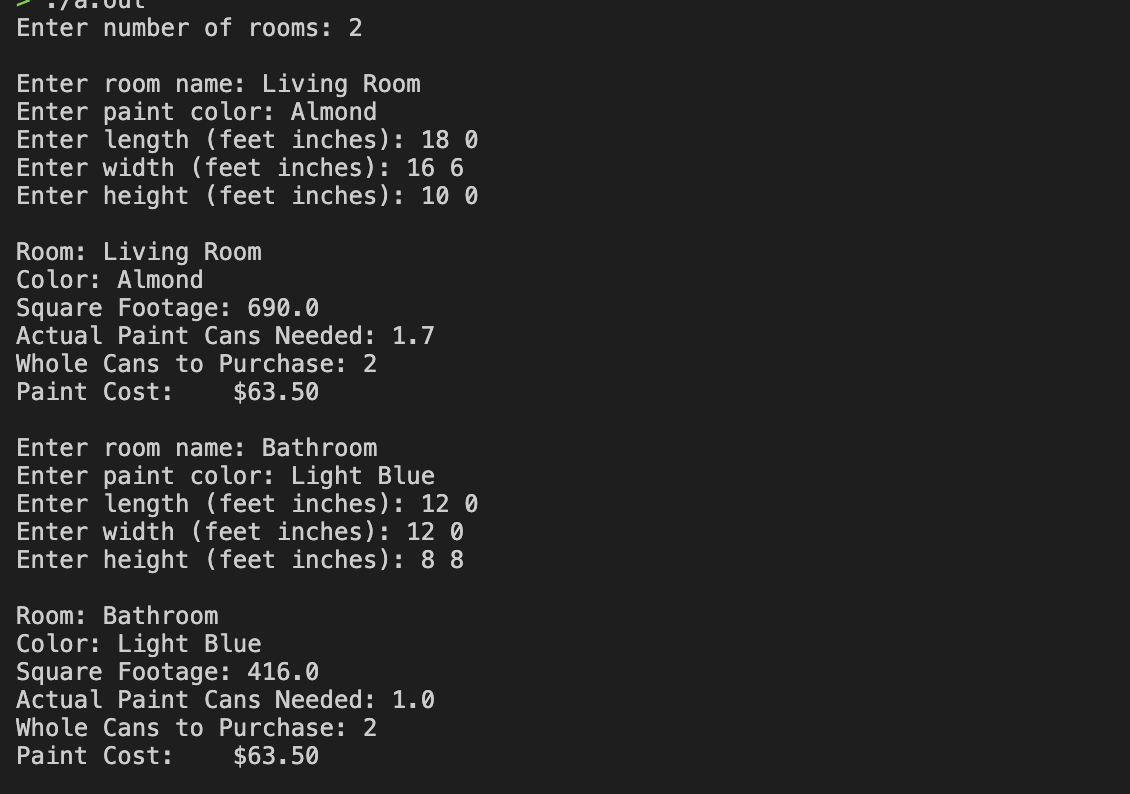 > ./a.out
Enter number of rooms: 2
Enter room name: Living Room
Enter paint color: Almond
Enter length (feet inches): 18 0
Enter width (feet inches): 16 6
Enter height (feet inches): 10 0
Room: Living Room
Color: Almond
Square Footage: 690.0
Actual Paint Cans Needed: 1.7
Whole Cans to Purchase: 2
Paint Cost:    $63.50
Enter room name: Bathroom
Enter paint color: Light Blue
Enter length (feet inches): 12 0
Enter width (feet inches): 12 0
Enter height (feet inches): 8 8
Room: Bathroom
Color: Light Blue
Square Footage: 416.0
Actual Paint Cans Needed: 1.0
Whole Cans to Purchase: 2
Paint Cost:    $63.50